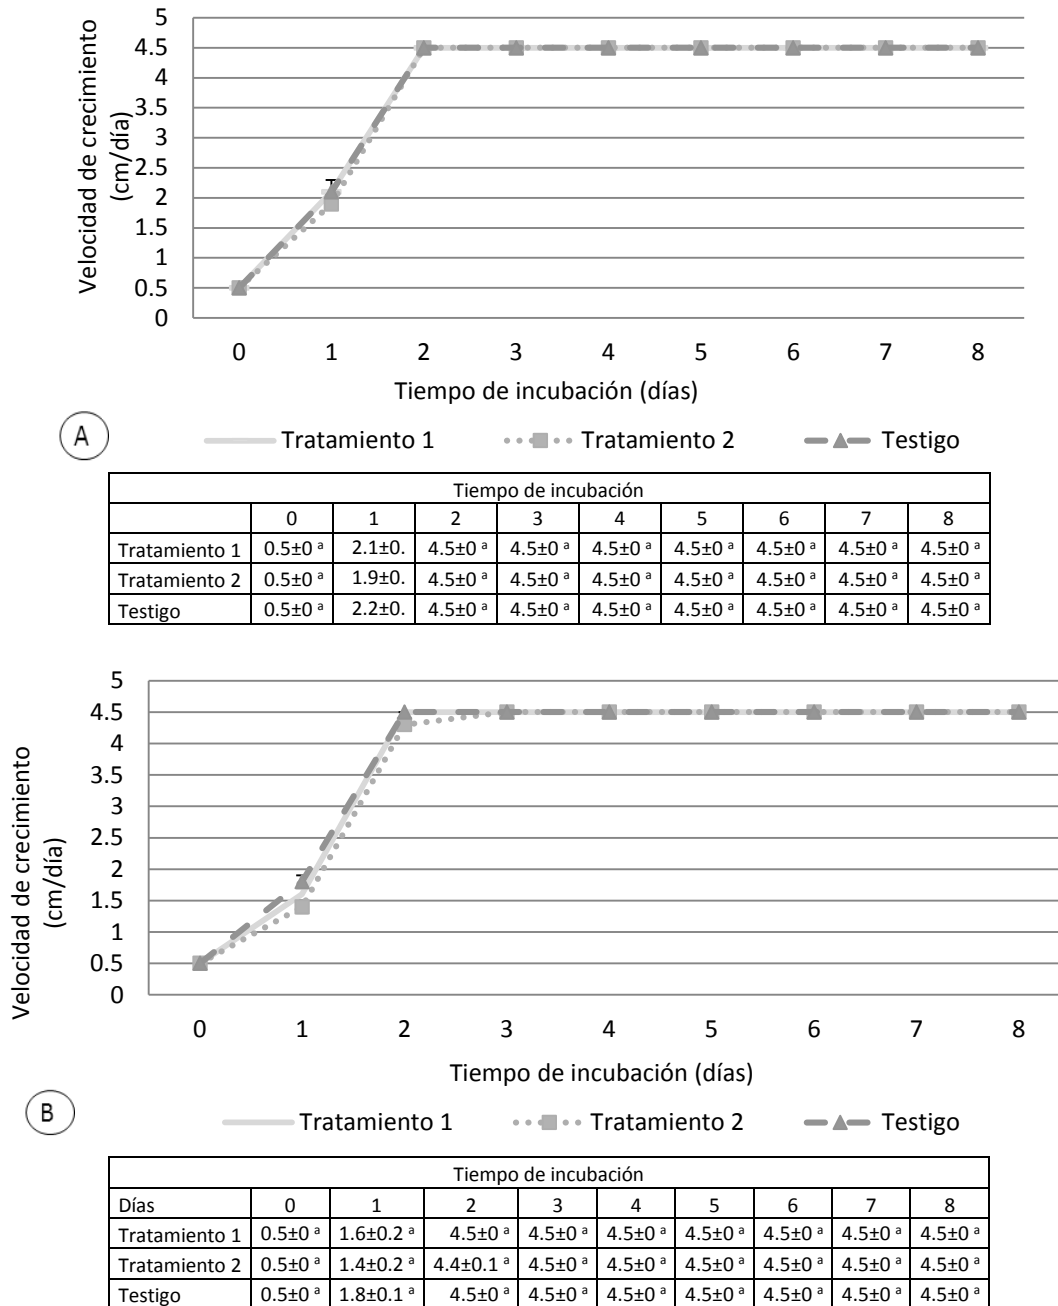 5
4.5
4
3.5
3
2.5
2
1.5
1
0.5
0
Velocidad de crecimiento
(cm/día)
0 1 2 3 4 5 6 7 8
Tiempo de incubación (días)
A
Tratamiento 1 Tratamiento 2 Testigo
Tiempo de incubación
0 1 2 3 4 5 6 7 8
Tratamiento 1 0.5±0 ᵃ 2.1±0. 4.5±0 ᵃ 4.5±0 ᵃ 4.5±0 ᵃ 4.5±0 ᵃ 4.5±0 ᵃ 4.5±0 ᵃ 4.5±0 ᵃ
Tratamiento 2 0.5±0 ᵃ 1.9±0. 4.5±0 ᵃ 4.5±0 ᵃ 4.5±0 ᵃ 4.5±0 ᵃ 4.5±0 ᵃ 4.5±0 ᵃ 4.5±0 ᵃ
Testigo 0.5±0 ᵃ 2.2±0. 4.5±0 ᵃ 4.5±0 ᵃ 4.5±0 ᵃ 4.5±0 ᵃ 4.5±0 ᵃ 4.5±0 ᵃ 4.5±0 ᵃ
5
4.5
4
3.5
3
2.5
2
1.5
1
0.5
0
Velocidad de crecimiento
(cm/día)
0 1 2 3 4 5 6 7 8
Tiempo de incubación (días)
B
Tratamiento 1 Tratamiento 2 Testigo
Tiempo de incubación
Días 0 1 2 3 4 5 6 7 8
Tratamiento 1 0.5±0 ᵃ 1.6±0.2 ᵃ 4.5±0 ᵃ 4.5±0 ᵃ 4.5±0 ᵃ 4.5±0 ᵃ 4.5±0 ᵃ 4.5±0 ᵃ 4.5±0 ᵃ
Tratamiento 2 0.5±0 ᵃ 1.4±0.2 ᵃ 4.4±0.1 ᵃ 4.5±0 ᵃ 4.5±0 ᵃ 4.5±0 ᵃ 4.5±0 ᵃ 4.5±0 ᵃ 4.5±0 ᵃ
Testigo 0.5±0 ᵃ 1.8±0.1 ᵃ 4.5±0 ᵃ 4.5±0 ᵃ 4.5±0 ᵃ 4.5±0 ᵃ 4.5±0 ᵃ 4.5±0 ᵃ 4.5±0 ᵃ